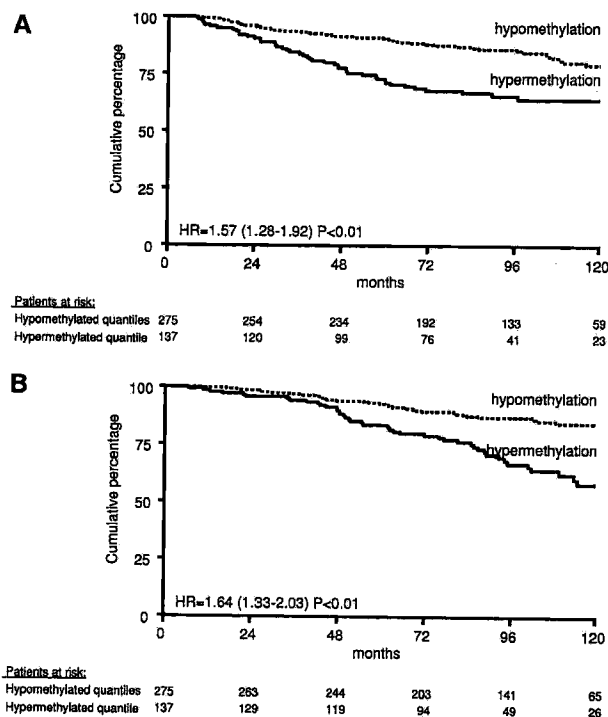 A
100
75
50
25
0
Cumulative percentage
hypomethylation
hypermethylation
HR=1.57 (1.28-1.92) P<0.01
0 24 48 72 96 120
months
Patients at risk:
Hypomethylated quantiles 275 254 234 192 133 59
Hypermethylated quantile 137 120 99 76 41 23
B
100
75
50
25
0
Cumulative percentage
hypomethylation
hypermethylation
HR=1.64 (1.33-2.03) P<0.01
0 24 48 72 96 120
months
Patients at risk:
Hypomethylated quantiles 275 263 244 203 141 65
Hypermethylated quantile 137 129 119 94 49 26